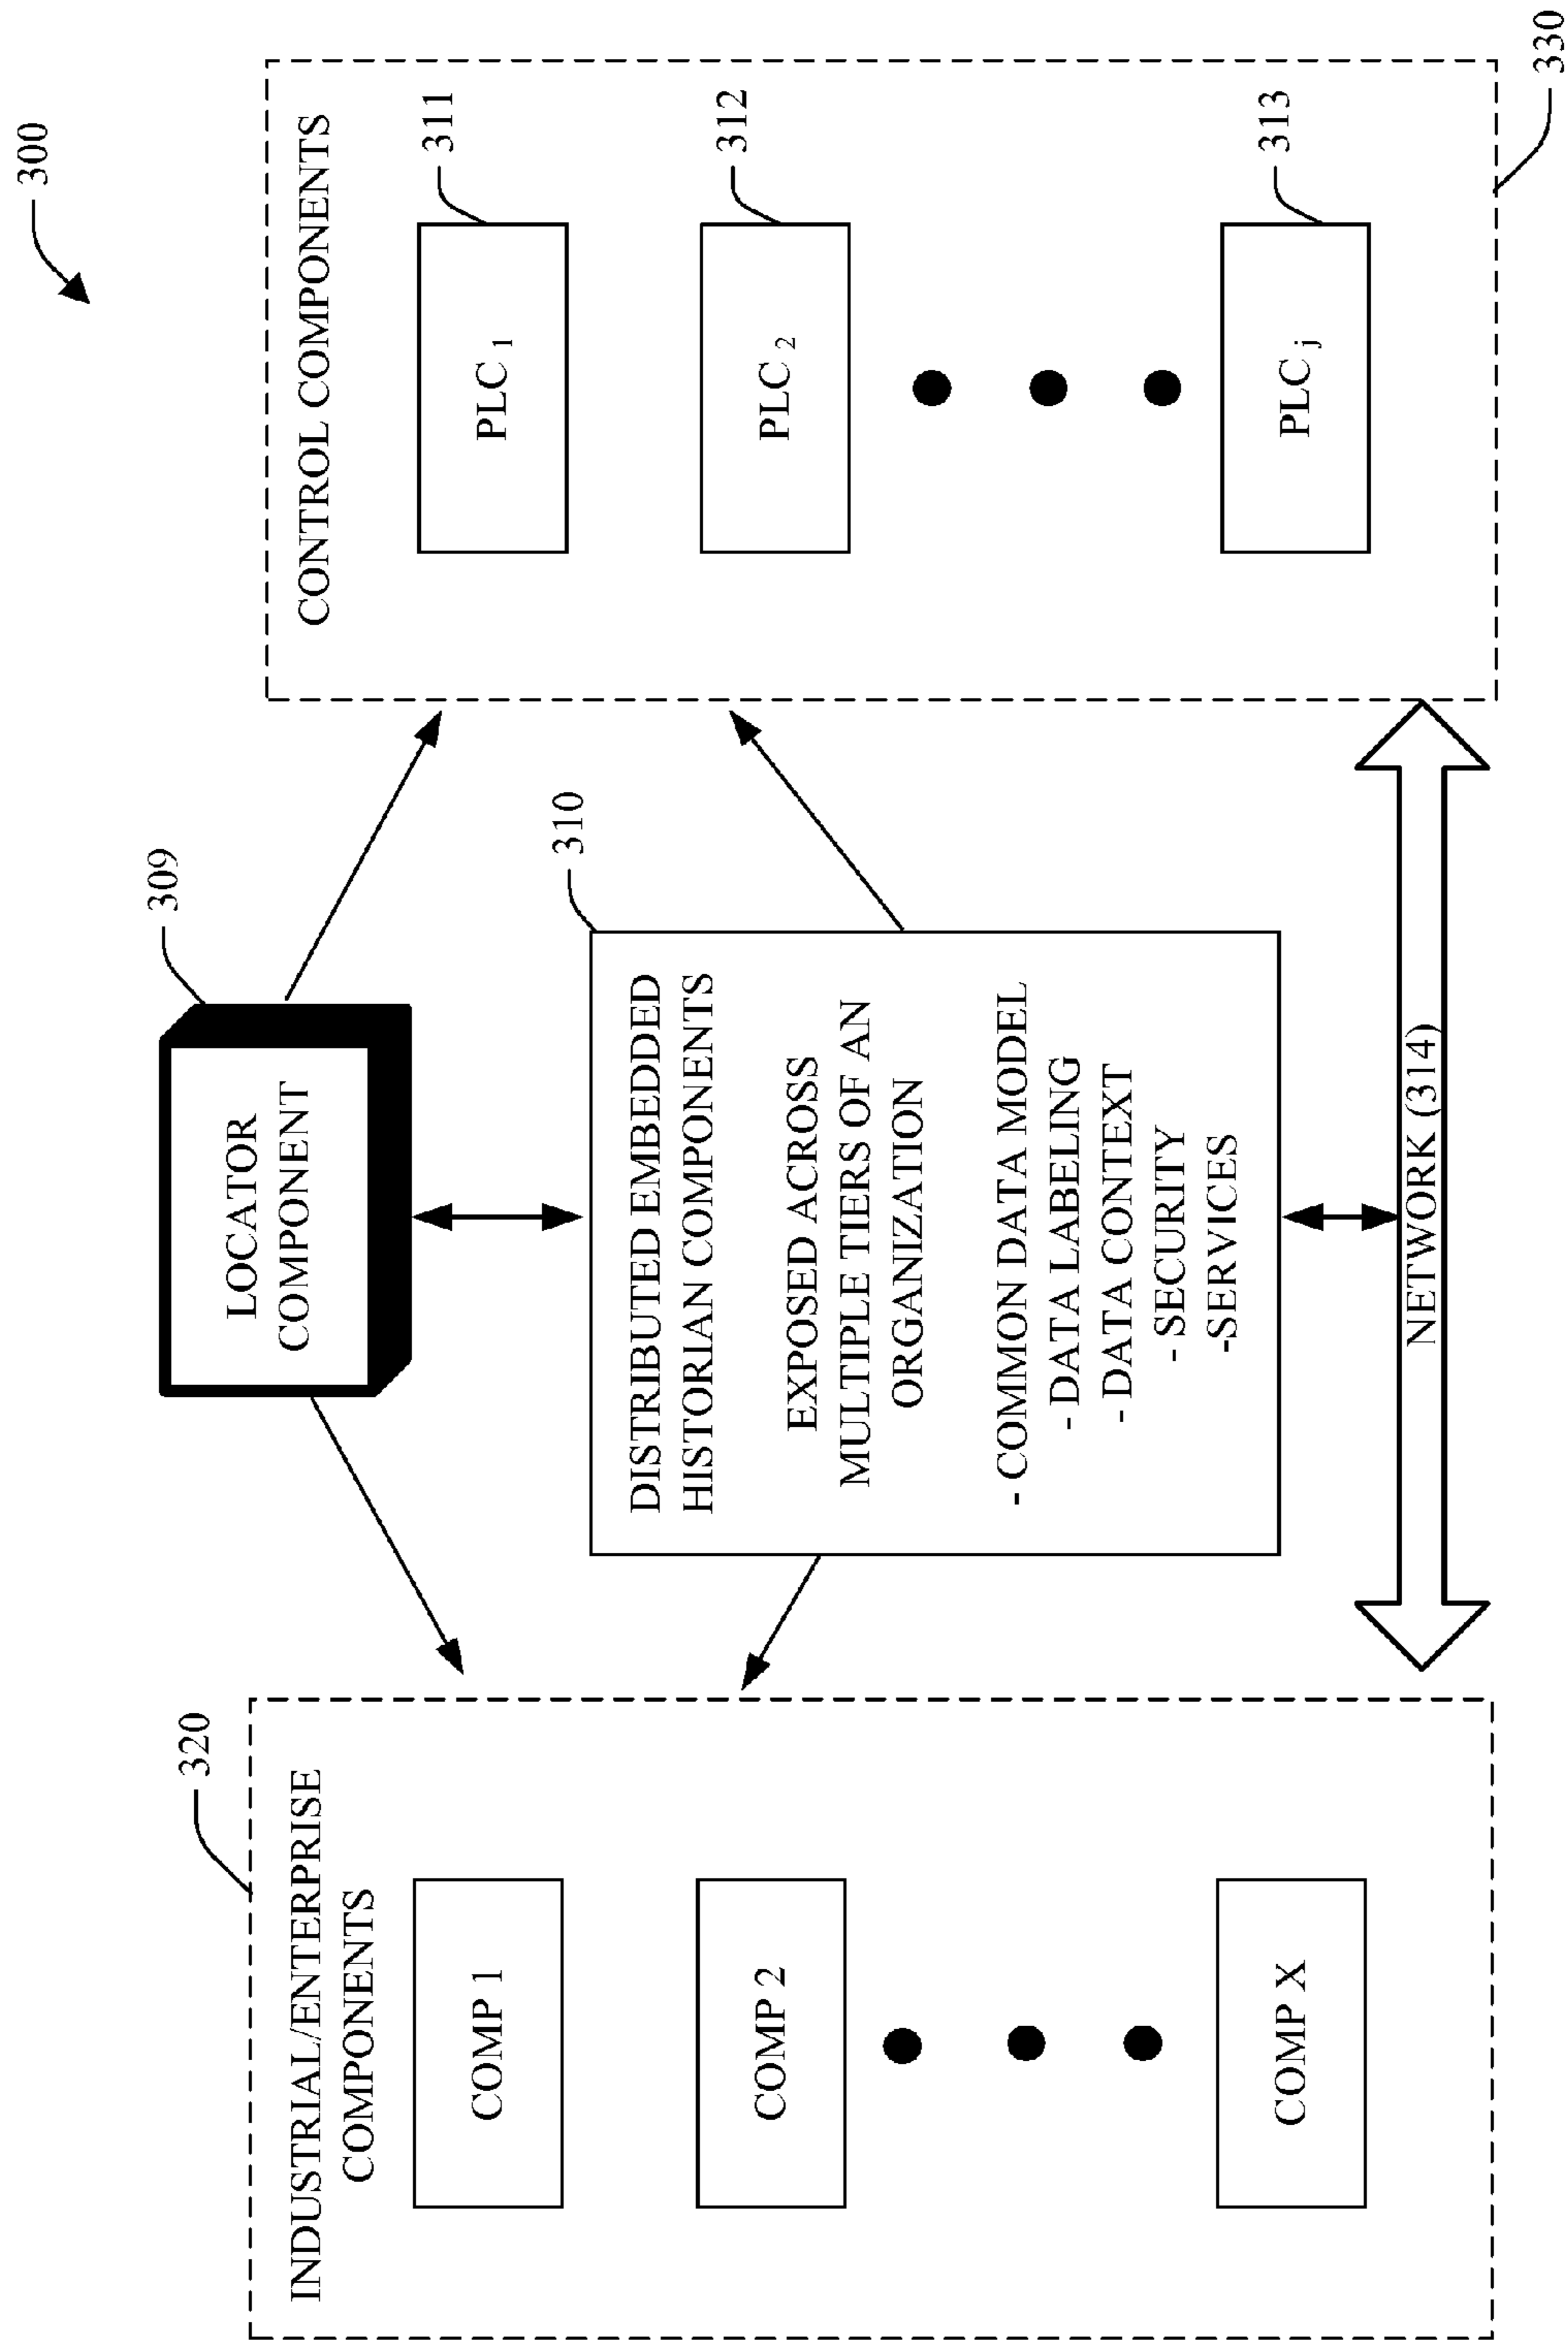 300
309
LOCATOR
COMPONENT
320
INDUSTRIAL/ENTERPRISE
COMPONENTS
COMP 1
COMP 2
COMP X
310
DISTRIBUTED EMBEDDED
HISTORIAN COMPONENTS
EXPOSED ACROSS
MULTIPLE TIERS OF AN
ORGANIZATION
- COMMON DATA MODEL
- DATA LABELING
- DATA CONTEXT
- SECURITY
-SERVICES
CONTROL COMPONENTS
PLC 1
311
PLC 2
312
PLC j
313
NETWORK (314)
330